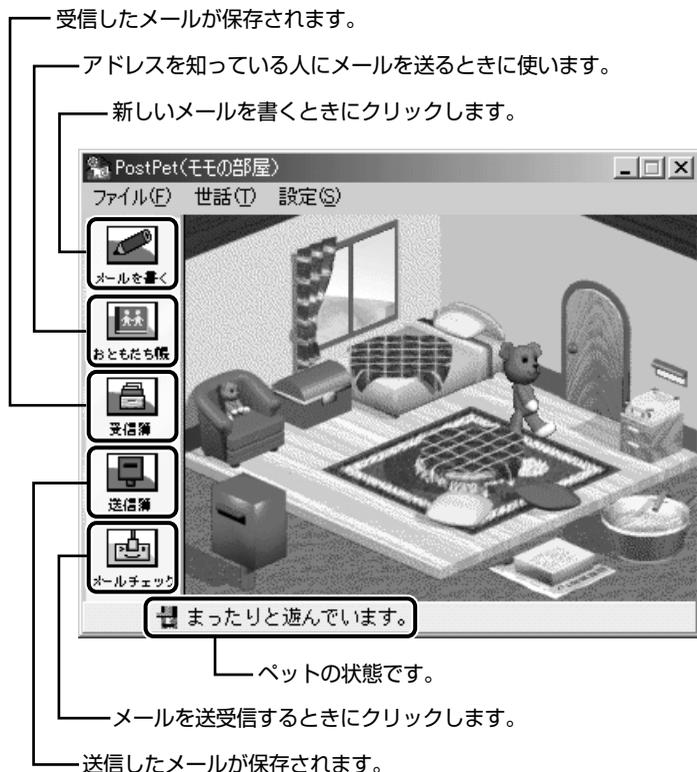 受信したメールが保存されます。
アドレスを知っている人にメールを送るときに使います。
新しいメールを書くときにクリックします。
PostPet(モモの部屋)
ファイル(F) 世話(T) 設定(S)
メールを書く
おともだち帳
受信簿
送信簿
メールチェック
まったりと遊んでいます。
ペットの状態です。
メールを送受信するときにクリックします。
送信したメールが保存されます。